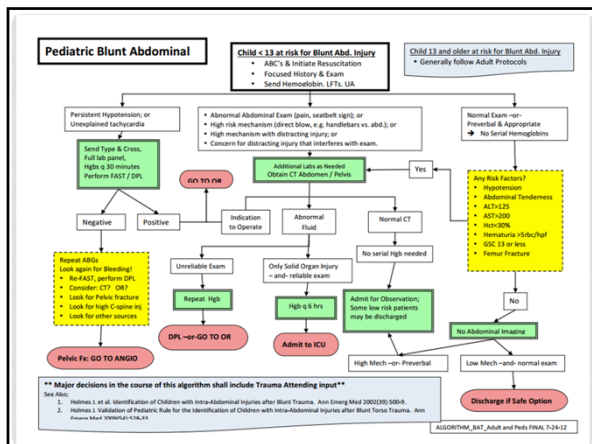 Pediatric Blunt Abdominal
Child < 13 at risk for Blunt Abd. Injury
• ABC's & Initiate Resuscitation
• Focused History & Exam
• Send Hemoglobin. LFTs. UA
Child 13 and older at risk for Blunt Abd. Injury
• Generally follow Adult Protocols
Persistent Hypotension; or
Unexplained tachycardia
• Abnormal Abdominal Exam (pain, seatbelt sign); or
• High risk mechanism (direct blow, e.g. handlebars vs. abd.); or
• High mechanism with distracting injury; or
• Concern for distracting injury that interferes with exam.
Normal Exam –or-
Preverbal & Appropriate
➔ No Serial Hemoglobins
Send Type & Cross,
Full lab panel,
Hgbs q 30 minutes
Perform FAST / DPL
GO TO OR
Additional Labs as Needed
Obtain CT Abdomen / Pelvis
Yes
Any Risk Factors?
• Hypotension
• Abdominal Tenderness
• ALT>125
• AST>200
• Hct<30%
• Hematuria >5rbc/hpf
• GSC 13 or less
• Femur Fracture
Negative
Positive
Indication
to Operate
Abnormal
Fluid
Normal CT
Repeat ABGs
Look again for Bleeding!
• Re-FAST, perform DPL
• Consider: CT? OR?
• Look for Pelvic fracture
• Look for high C-spine inj
• Look for other sources
Unreliable Exam
Only Solid Organ Injury
–and- reliable exam
No serial Hgb needed
Repeat Hgb
Hgb q 6 hrs
Admit for Observation;
Some low risk patients
may be discharged
No
No Abdominal Imaging
DPL –or-GO TO OR
Admit to ICU
Pelvic Fx: GO TO ANGIO
High Mech –or- Preverbal
Low Mech –and- normal exam
Discharge if Safe Option
** Major decisions in the course of this algorithm shall include Trauma Attending input**
See Also;
1. Holmes J. et al. Identification of Children with Intra-Abdominal Injuries after Blunt Trauma. Ann Emerg Med 2002(39):500-9.
2. Holmes J. Validation of Pediatric Rule for the Identification of Children with Intra-Abdominal Injuries after Blunt Torso Trauma. Ann
Emerg Med 2009(54):528-33.
ALGORITHM_BAT_Adult and Peds FINAL 7-24-12